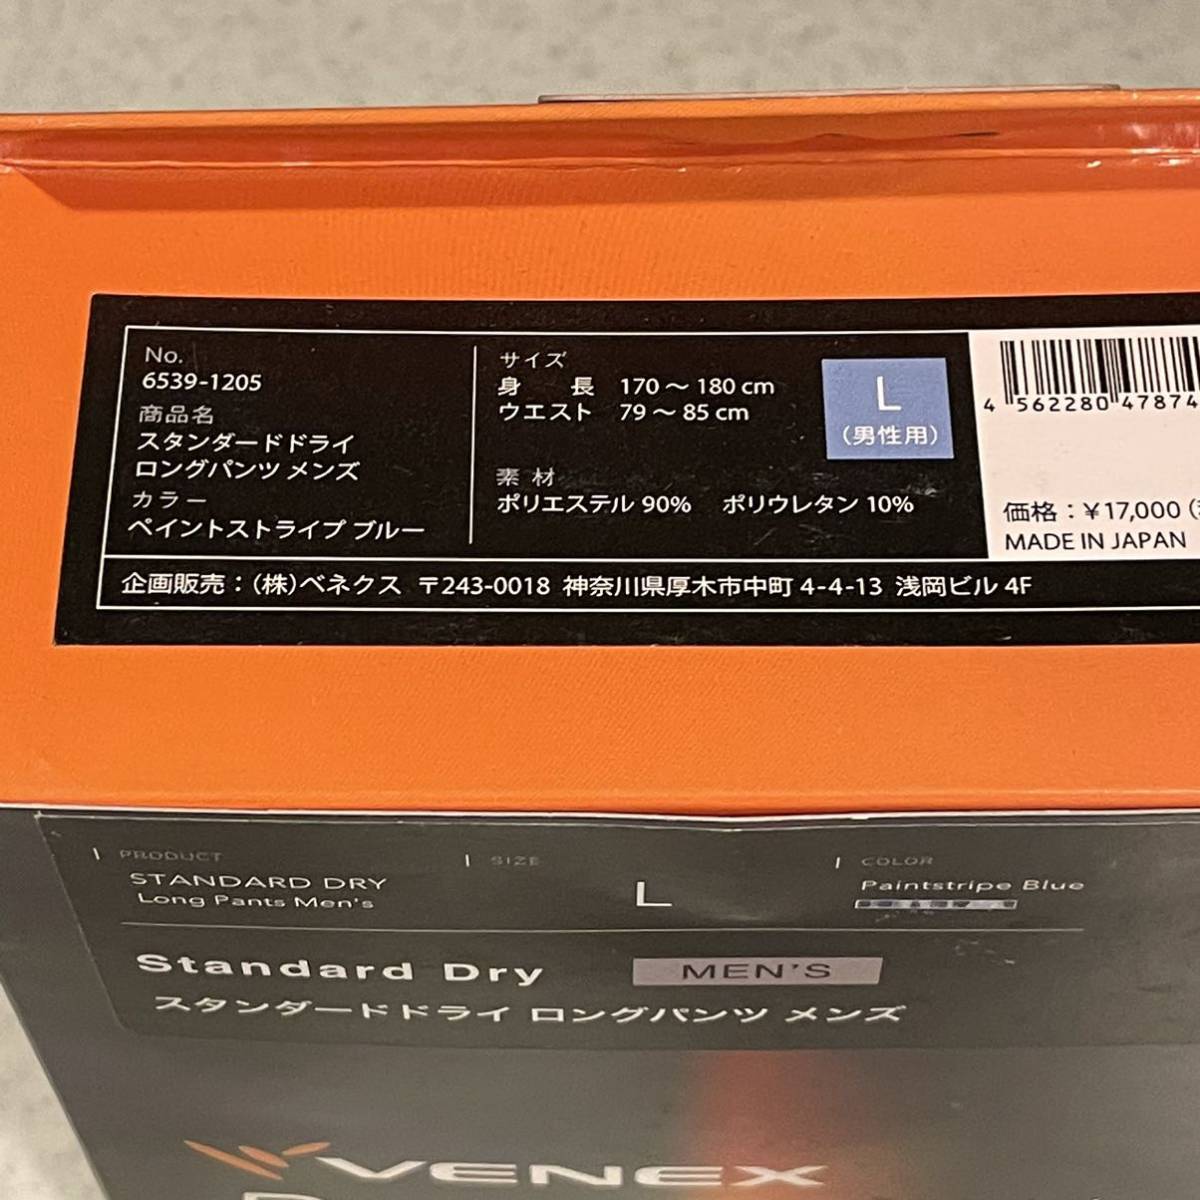 No.
6539-1205
商品名
スタンダードドライ
ロングパンツ メンズ
カラー
ペイントストライプ ブルー
サイズ
身 長 170～180 cm
ウエスト 79～85 cm
L
(男性用)
素 材
ポリエステル 90% ポリウレタン 10%
4 562280 47874
価格：￥17,000
MADE IN JAPAN
企画販売：(株)ベネクス 〒243-0018 神奈川県厚木市中町 4-4-13 浅岡ビル 4F
PRODUCT
STANDARD DRY
Long Pants Men's
SIZE
L
COLOR
Paintstripe Blue
Standard Dry MEN'S
スタンダードドライ ロングパンツ メンズ
VENEX